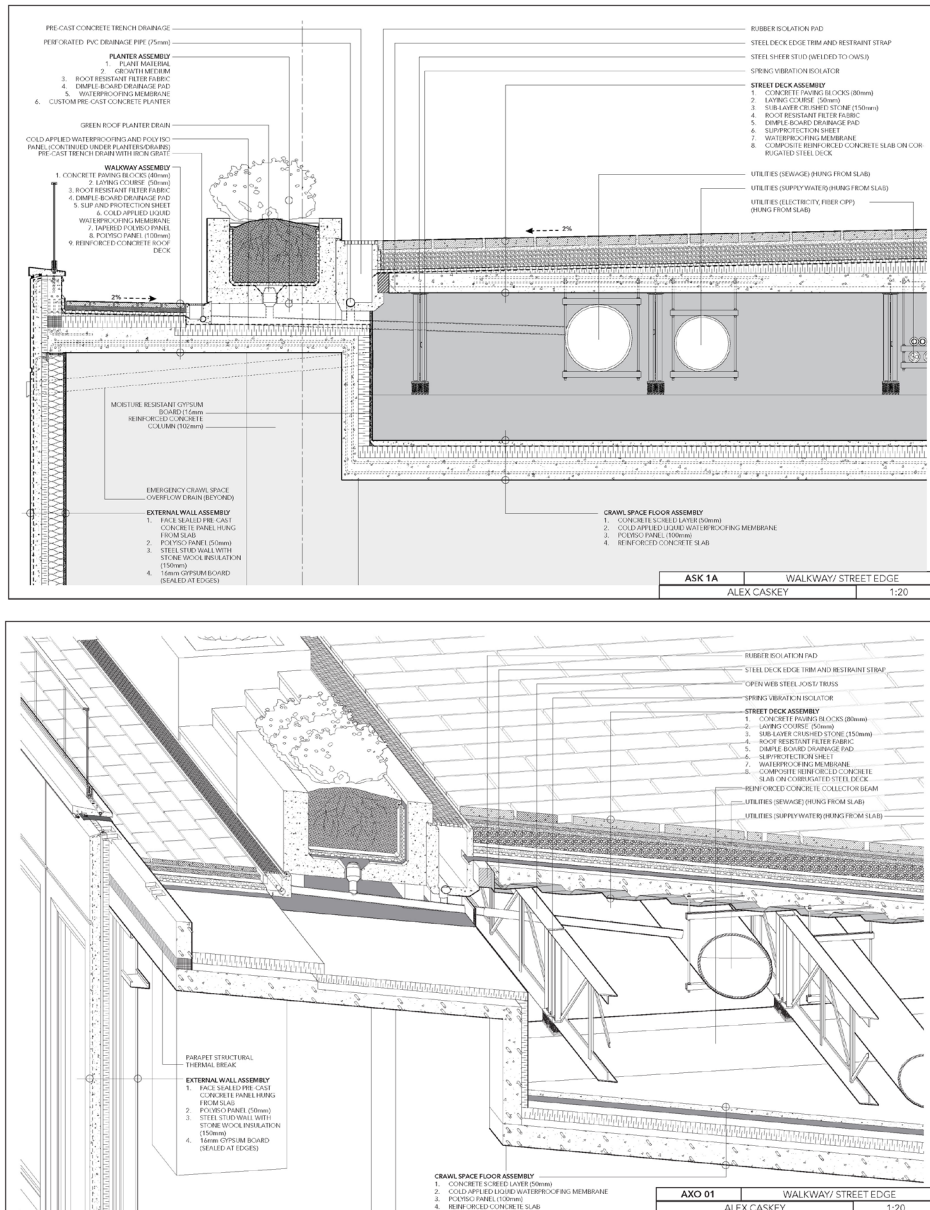 PRE-CAST CONCRETE TRENCH DRAINAGE
PERFORATED PVC DRAINAGE PIPE (75mm)
PLANTER ASSEMBLY
1. PLANT MATERIAL
2. GROWTH MEDIUM
3. ROOT RESISTANT FILTER FABRIC
4. DIMPLE-BOARD DRAINAGE PAD
5. WATERPROOFING MEMBRANE
6. CUSTOM PRE-CAST CONCRETE PLANTER
GREEN ROOF PLANTER DRAIN
COLD APPLIED WATERPROOFING AND POLY ISO
PANEL (CONTINUED UNDER PLANTERS/DRAINS)
PRE-CAST TRENCH DRAIN WITH IRON GRATE
WALKWAY ASSEMBLY
1. CONCRETE PAVING BLOCKS (40mm)
2. LAYING COURSE (50mm)
3. ROOT RESISTANT FILTER FABRIC
4. DIMPLE-BOARD DRAINAGE PAD
5. SLIP AND PROTECTION SHEET
6. COLD APPLIED LIQUID
WATERPROOFING MEMBRANE
7. TAPERED POLYISO PANEL
8. POLYISO PANEL (100mm)
9. REINFORCED CONCRETE ROOF
DECK
2%
RUBBER ISOLATION PAD
STEEL DECK EDGE TRIM AND RESTRAINT STRAP
STEEL SHEER STUD (WELDED TO OWSJ)
SPRING VIBRATION ISOLATOR
STREET DECK ASSEMBLY
1. CONCRETE PAVING BLOCKS (80mm)
2. LAYING COURSE (50mm)
3. SUB-LAYER CRUSHED STONE (150mm)
4. ROOT RESISTANT FILTER FABRIC
5. DIMPLE-BOARD DRAINAGE PAD
6. SLIP/PROTECTION SHEET
7. WATERPROOFING MEMBRANE
8. COMPOSITE REINFORCED CONCRETE SLAB ON COR
RUGATED STEEL DECK
UTILITIES (SEWAGE) (HUNG FROM SLAB)
UTILITIES (SUPPLY WATER) (HUNG FROM SLAB)
UTILITIES (ELECTRICITY, FIBER OPP)
(HUNG FROM SLAB)
2%
MOISTURE RESISTANT GYPSUM
BOARD (16mm
REINFORCED CONCRETE
COLUMN (102mm)
EMERGENCY CRAWL SPACE
OVERFLOW DRAIN (BEYOND)
EXTERNAL WALL ASSEMBLY
1. FACE SEALED PRE-CAST
CONCRETE PANEL HUNG
FROM SLAB
2. POLYISO PANEL (50mm)
3. STEEL STUD WALL WITH
STONE WOOL INSULATION
(150mm)
4. 16mm GYPSUM BOARD
(SEALED AT EDGES)
CRAWL SPACE FLOOR ASSEMBLY
1. CONCRETE SCREED LAYER (50mm)
2. COLD APPLIED LIQUID WATERPROOFING MEMBRANE
3. POLYISO PANEL (100mm)
4. REINFORCED CONCRETE SLAB
ASK 1A WALKWAY/ STREET EDGE
ALEX CASKEY 1:20
RUBBER ISOLATION PAD
STEEL DECK EDGE TRIM AND RESTRAINT STRAP
OPEN WEB STEEL JOIST/ TRUSS
SPRING VIBRATION ISOLATOR
STREET DECK ASSEMBLY
1. CONCRETE PAVING BLOCKS (80mm)
2. LAYING COURSE (50mm)
3. SUB-LAYER CRUSHED STONE (150mm)
4. ROOT RESISTANT FILTER FABRIC
5. DIMPLE-BOARD DRAINAGE PAD
6. SLIP/PROTECTION SHEET
7. WATERPROOFING MEMBRANE
8. COMPOSITE REINFORCED CONCRETE
SLAB ON CORRUGATED STEEL DECK
REINFORCED CONCRETE COLLECTOR BEAM
UTILITIES (SEWAGE) (HUNG FROM SLAB)
UTILITIES (SUPPLY WATER) (HUNG FROM SLAB)
PARAPET STRUCTURAL
THERMAL BREAK
EXTERNAL WALL ASSEMBLY
1. FACE SEALED PRE-CAST
CONCRETE PANEL HUNG
FROM SLAB
2. POLYISO PANEL (50mm)
3. STEEL STUD WALL WITH
STONE WOOL INSULATION
(150mm)
4. 16mm GYPSUM BOARD
(SEALED AT EDGES)
CRAWL SPACE FLOOR ASSEMBLY
1. CONCRETE SCREED LAYER (50mm)
2. COLD APPLIED LIQUID WATERPROOFING MEMBRANE
3. POLYISO PANEL (100mm)
4. REINFORCED CONCRETE SLAB
AXO 01 WALKWAY/ STREET EDGE
ALEX CASKEY 1:20